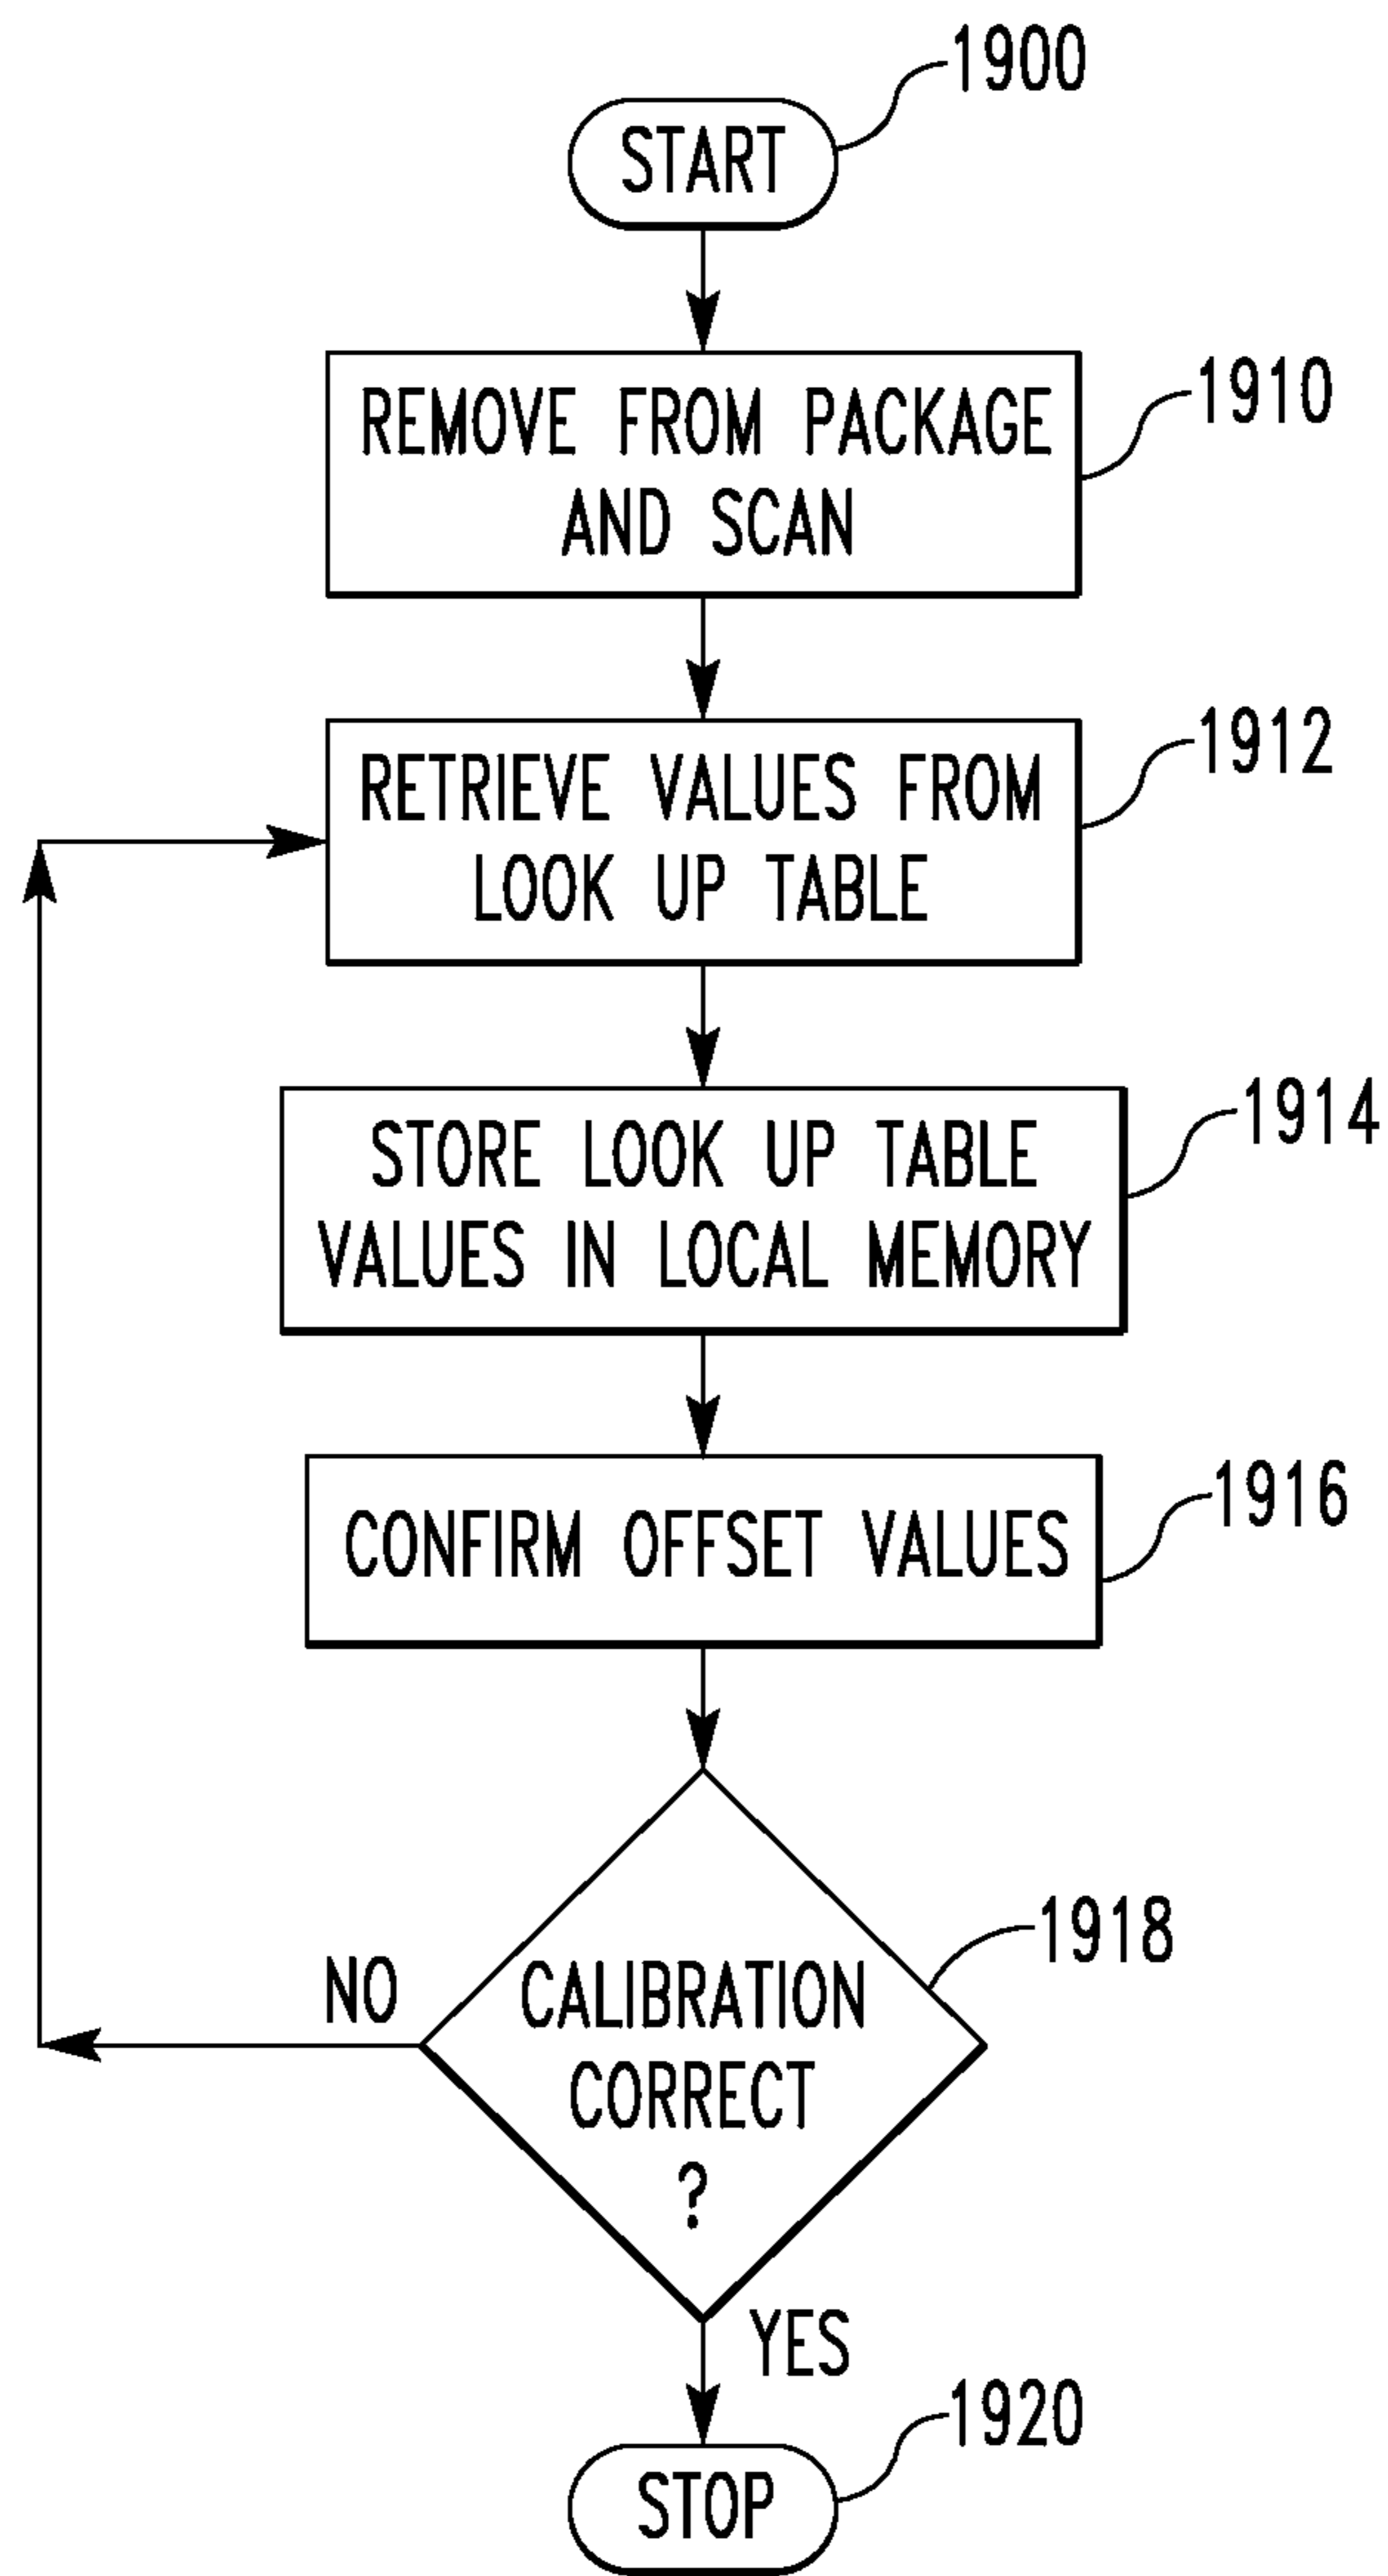 1900
START
1910
REMOVE FROM PACKAGE
AND SCAN
1912
RETRIEVE VALUES FROM
LOOK UP TABLE
1914
STORE LOOK UP TABLE
VALUES IN LOCAL MEMORY
1916
CONFIRM OFFSET VALUES
1918
NO
CALIBRATION
CORRECT
?
YES
1920
STOP